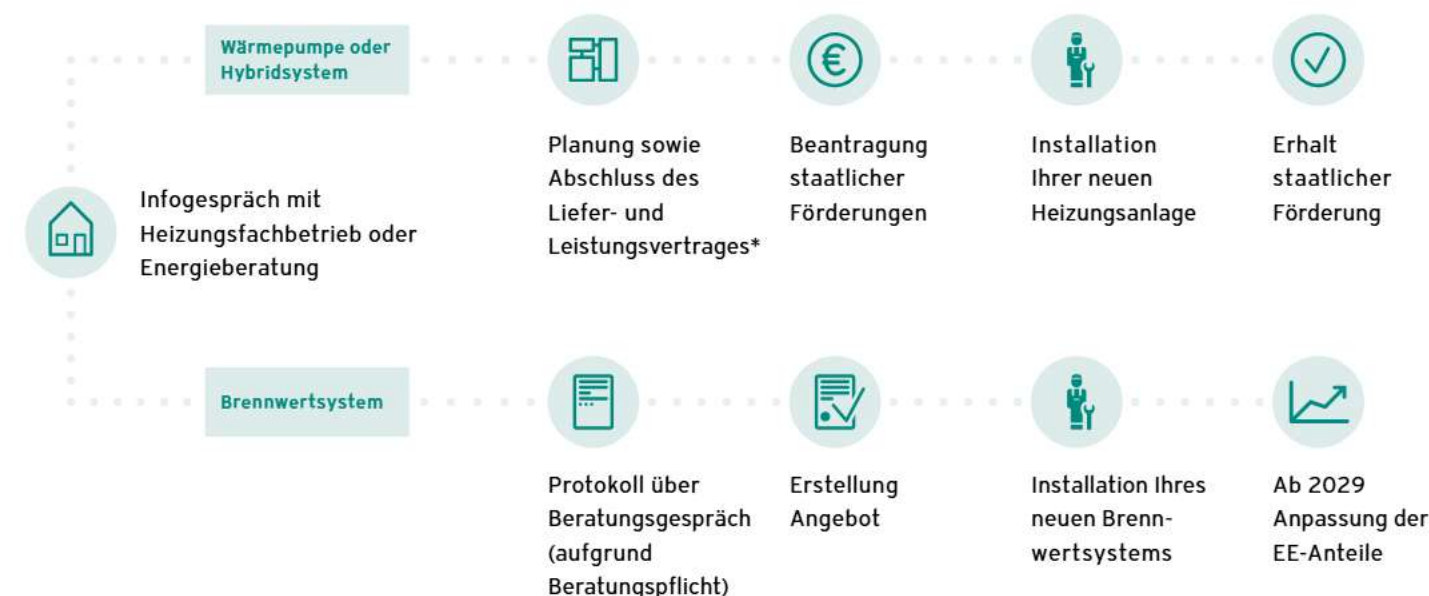 Wärmepumpe oder
Hybridsystem
Planung sowie
Abschluss des
Liefer- und
Leistungsvertrages*
Beantragung
staatlicher
Förderungen
Installation
Ihrer neuen
Heizungsanlage
Erhalt
staatlicher
Förderung
Infogespräch mit
Heizungsfachbetrieb oder
Energieberatung
Brennwertsystem
Protokoll über
Beratungsgespräch
(aufgrund
Beratungspflicht)
Erstellung
Angebot
Installation Ihres
neuen Brenn-
wertsystems
Ab 2029
Anpassung der
EE-Anteile